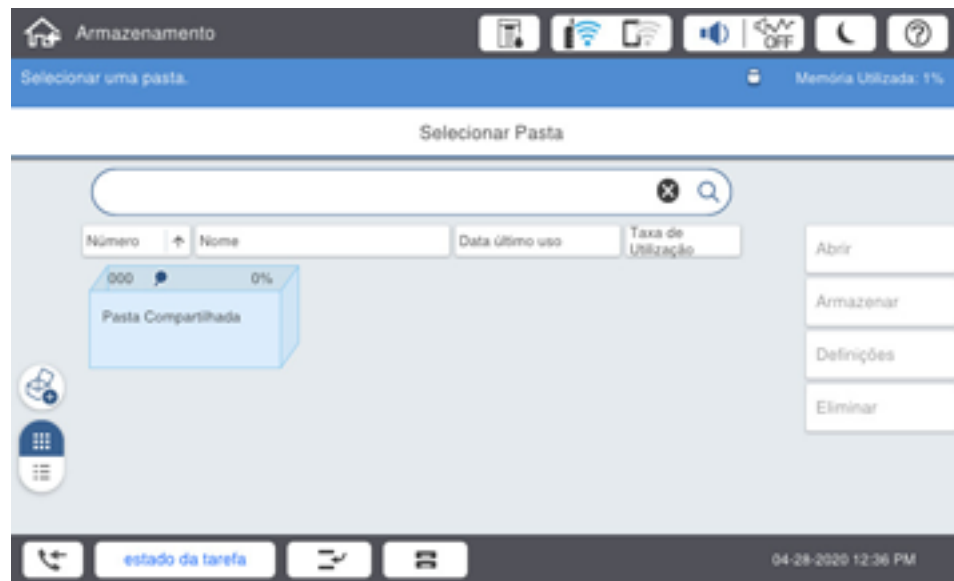 Armazenamento
OFF
Selecionar uma pasta.
Memória Utilizada: 1%
Selecionar Pasta
Número
Nome
Data último uso
Taxa de
Utilização
000
0%
Pasta Compartilhada
Abrir
Armazenar
Definições
Eliminar
estado da tarefa
04-28-2020 12:36 PM